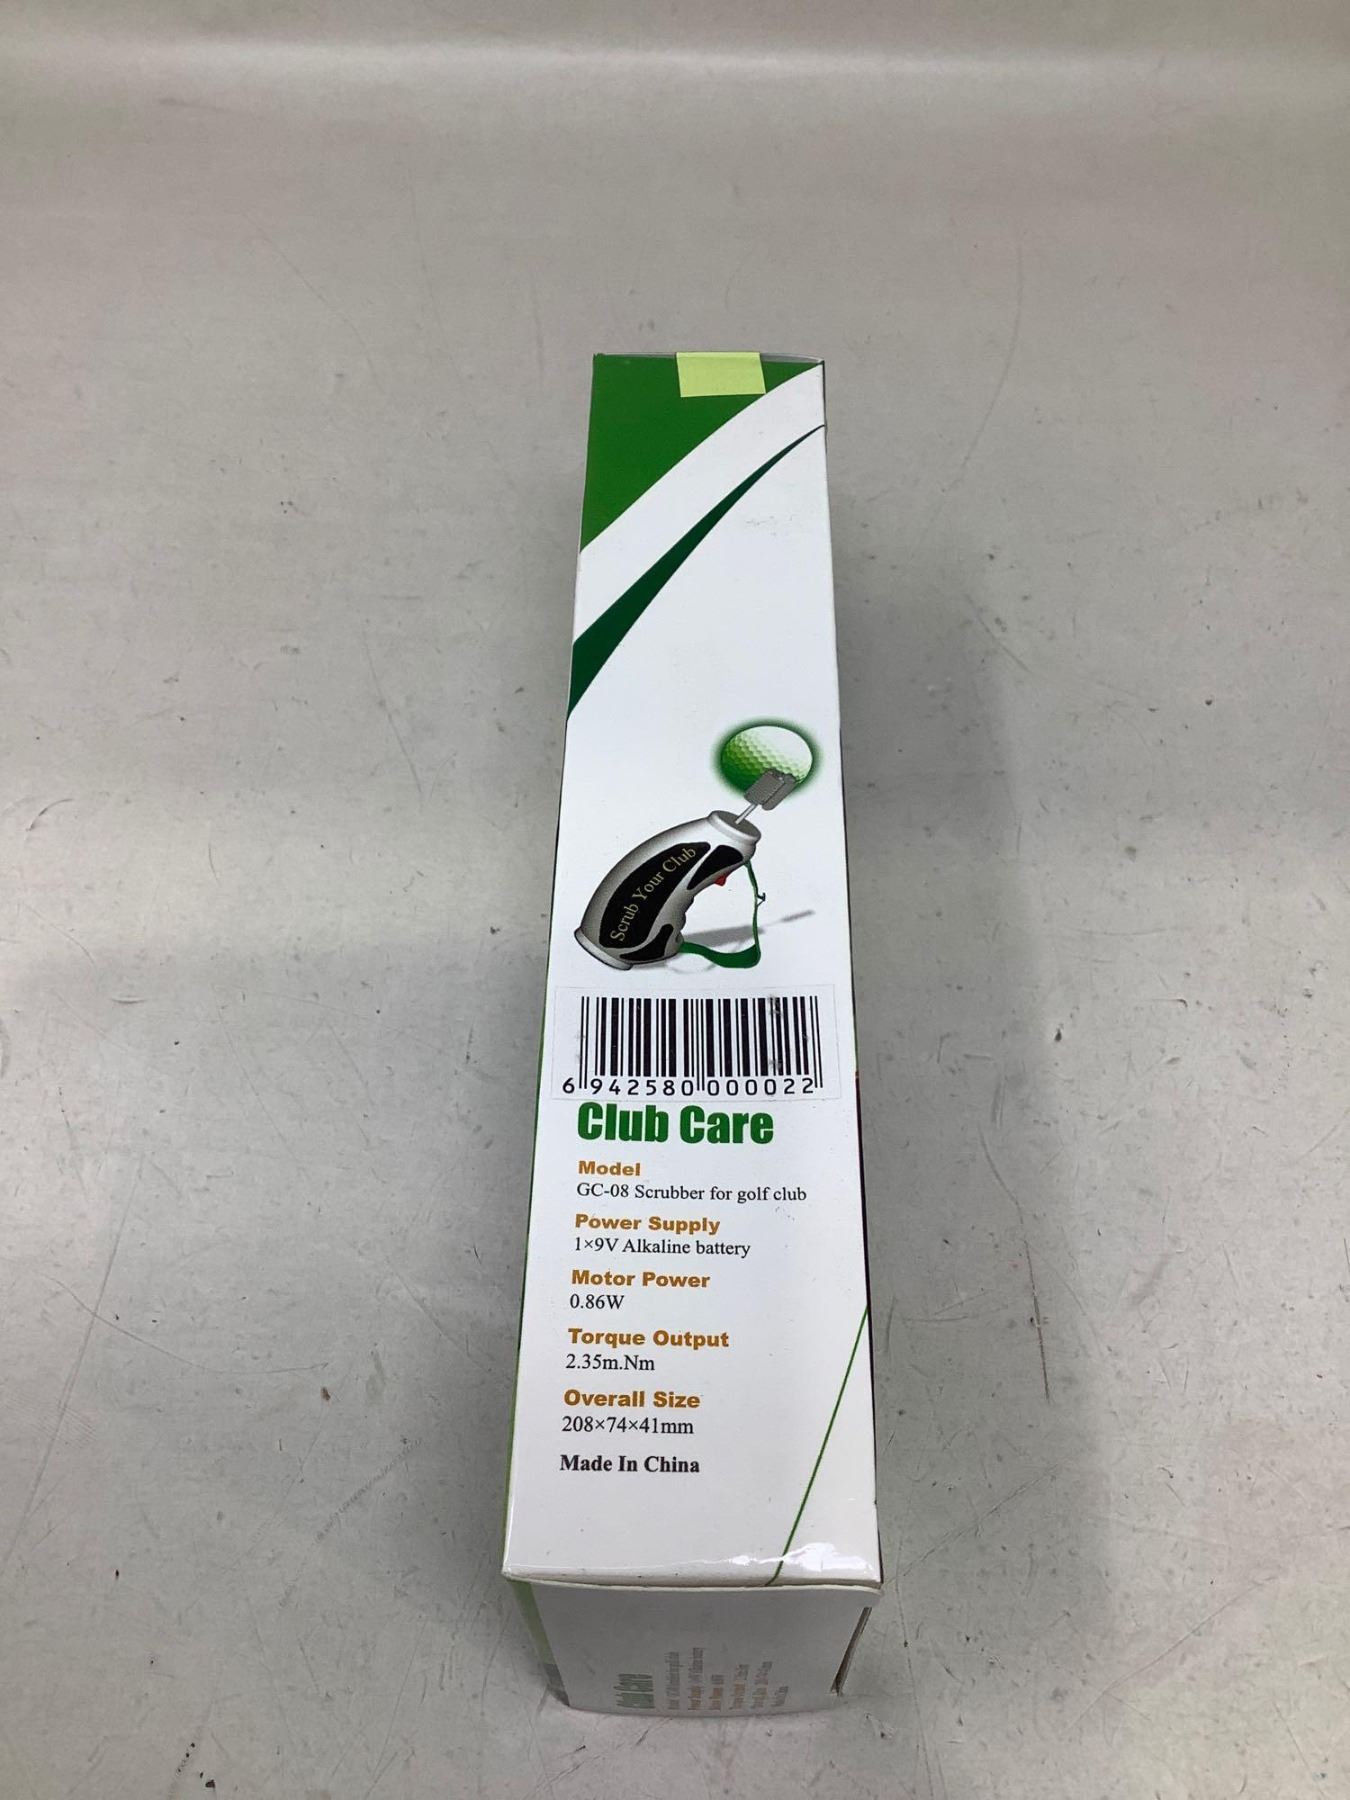 Scrub Your Club
6 942580 000022
Club Care
Model
GC-08 Scrubber for golf club
Power Supply
1×9V Alkaline battery
Motor Power
0.86W
Torque Output
2.35m.Nm
Overall Size
208×74×41mm
Made In China
Club Care